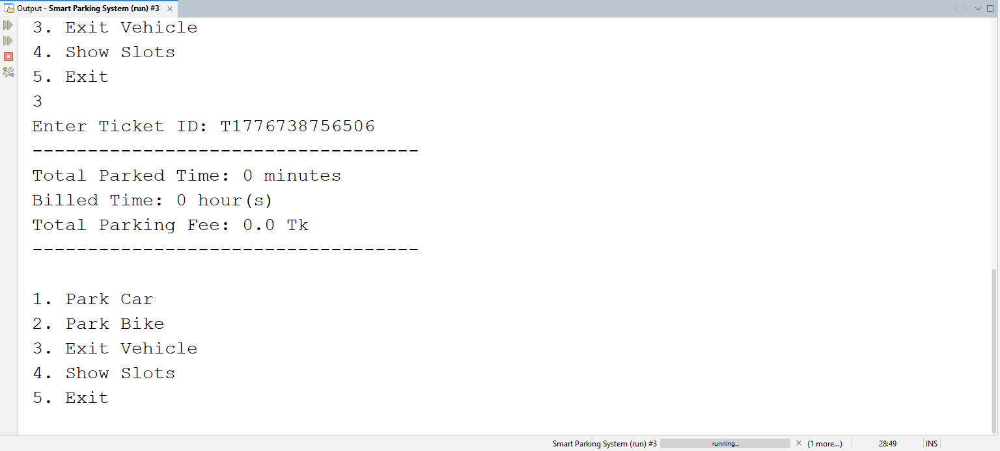 Output - Smart Parking System (run) #3
3. Exit Vehicle
4. Show Slots
5. Exit
3
Enter Ticket ID: T1776738756506
-----------------------------------
Total Parked Time: 0 minutes
Billed Time: 0 hour(s)
Total Parking Fee: 0.0 Tk
-----------------------------------
1. Park Car
2. Park Bike
3. Exit Vehicle
4. Show Slots
5. Exit
Smart Parking System (run) #3 running... (1 more...) 28:49 INS